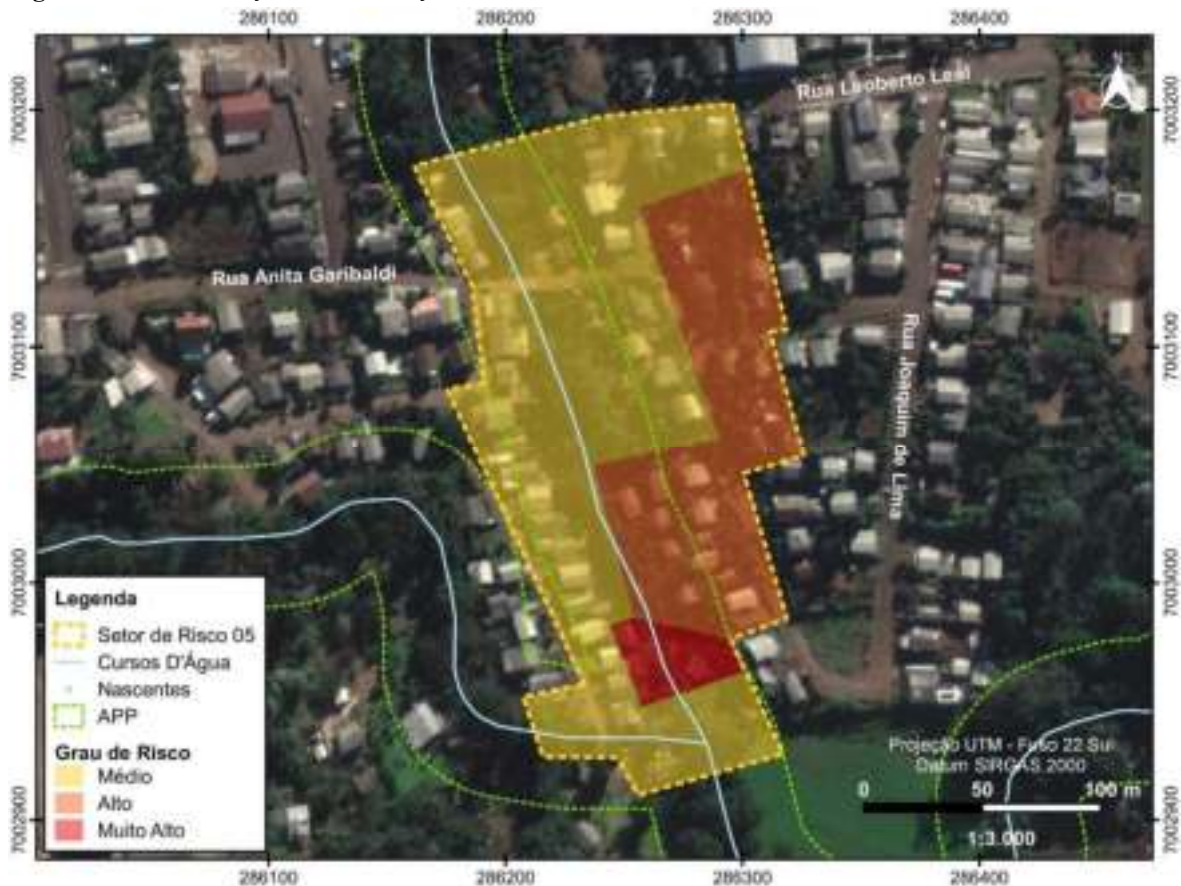 286100 286200 286300 286400
7003200 7003200
Rua Leoberto Leal
Rua Anita Garibaldi
7003100 7003100
Rua Joaquim de Lima
7003000 7003000
Legenda
Setor de Risco 05
Cursos D'Água
Nascentes
APP
Grau de Risco
Médio
Alto
Muito Alto
Projeção UTM - Fuso 22 Sul
Datum SIRGAS 2000
0 50 100 m
1:3.000
7002900 7002900
286100 286200 286300 286400